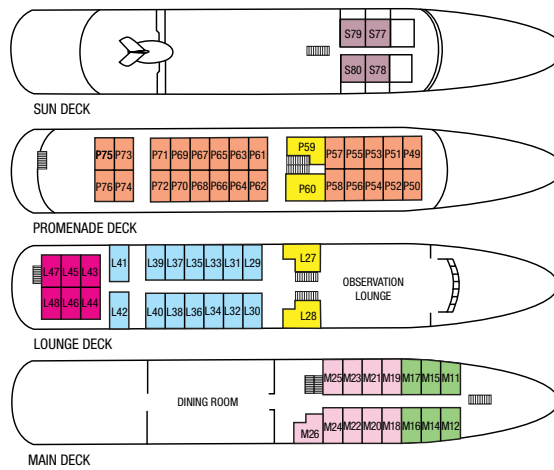 S79 S77
S80 S78
SUN DECK
P75 P73 P71 P69 P67 P65 P63 P61 P59 P57 P55 P53 P51 P49
P76 P74 P72 P70 P68 P66 P64 P62 P60 P58 P56 P54 P52 P50
PROMENADE DECK
L47 L45 L43 L41 L39 L37 L35 L33 L31 L29 L27
OBSERVATION
LOUNGE
L48 L46 L44 L42 L40 L38 L36 L34 L32 L30 L28
LOUNGE DECK
M25 M23 M21 M19 M17 M15 M11
DINING ROOM
M26 M24 M22 M20 M18 M16 M14 M12
MAIN DECK